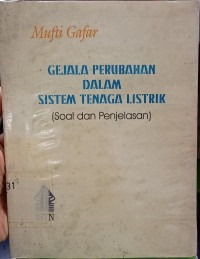 Mufti Gafar
GEJALA PERUBAHAN
DALAM
SISTEM TENAGA LISTRIK
(Soal dan Penjelasan)
31